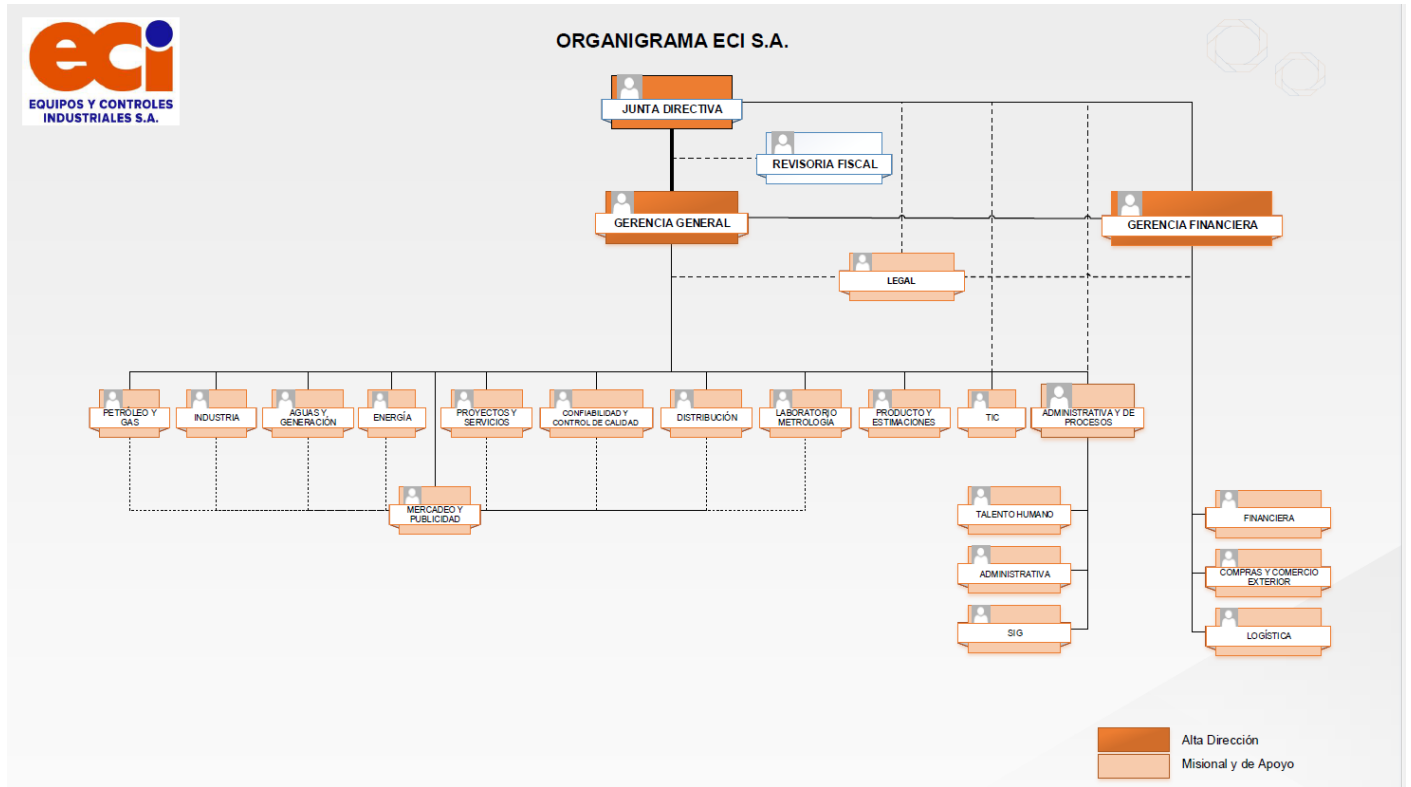 ORGANIGRAMA ECI S.A.
eci
EQUIPOS Y CONTROLES
INDUSTRIALES S.A.
JUNTA DIRECTIVA
REVISORIA FISCAL
GERENCIA GENERAL
GERENCIA FINANCIERA
LEGAL
PETRÓLEO Y
GAS
INDUSTRIA
AGUAS Y
GENERACIÓN
ENERGÍA
PROYECTOS Y
SERVICIOS
CONFIABILIDAD Y
CONTROL DE CALIDAD
DISTRIBUCIÓN
LABORATORIO
METROLOGÍA
PRODUCTO Y
ESTIMACIONES
TIC
ADMINISTRATIVA Y DE
PROCESOS
MERCADEO Y
PUBLICIDAD
TALENTO HUMANO
FINANCIERA
ADMINISTRATIVA
COMPRAS Y COMERCIO
EXTERIOR
SIG
LOGÍSTICA
Alta Dirección
Misional y de Apoyo